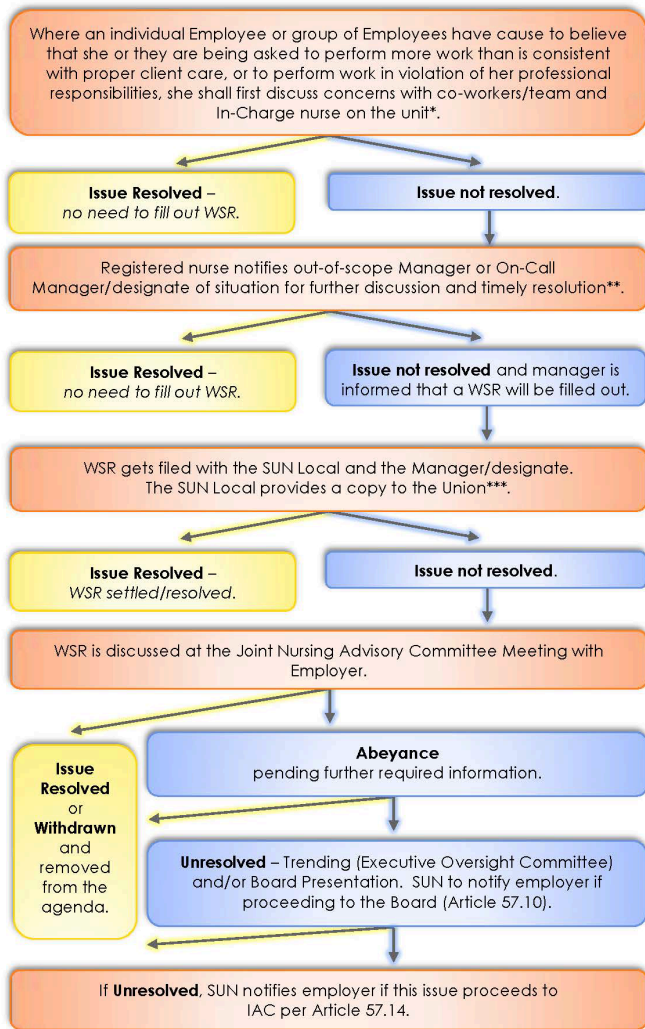 Where an individual Employee or group of Employees have cause to believe
that she or they are being asked to perform more work than is consistent
with proper client care, or to perform work in violation of her professional
responsibilities, she shall first discuss concerns with co-workers/team and
In-Charge nurse on the unit*.
Issue Resolved –
no need to fill out WSR.
Issue not resolved.
Registered nurse notifies out-of-scope Manager or On-Call
Manager/designate of situation for further discussion and timely resolution**.
Issue Resolved –
no need to fill out WSR.
Issue not resolved and manager is
informed that a WSR will be filled out.
WSR gets filed with the SUN Local and the Manager/designate.
The SUN Local provides a copy to the Union***.
Issue Resolved –
WSR settled/resolved.
Issue not resolved.
WSR is discussed at the Joint Nursing Advisory Committee Meeting with
Employer.
Issue
Resolved
or
Withdrawn
and
removed
from the
agenda.
Abeyance
pending further required information.
Unresolved – Trending (Executive Oversight Committee)
and/or Board Presentation. SUN to notify employer if
proceeding to the Board (Article 57.10).
If Unresolved, SUN notifies employer if this issue proceeds to
IAC per Article 57.14.